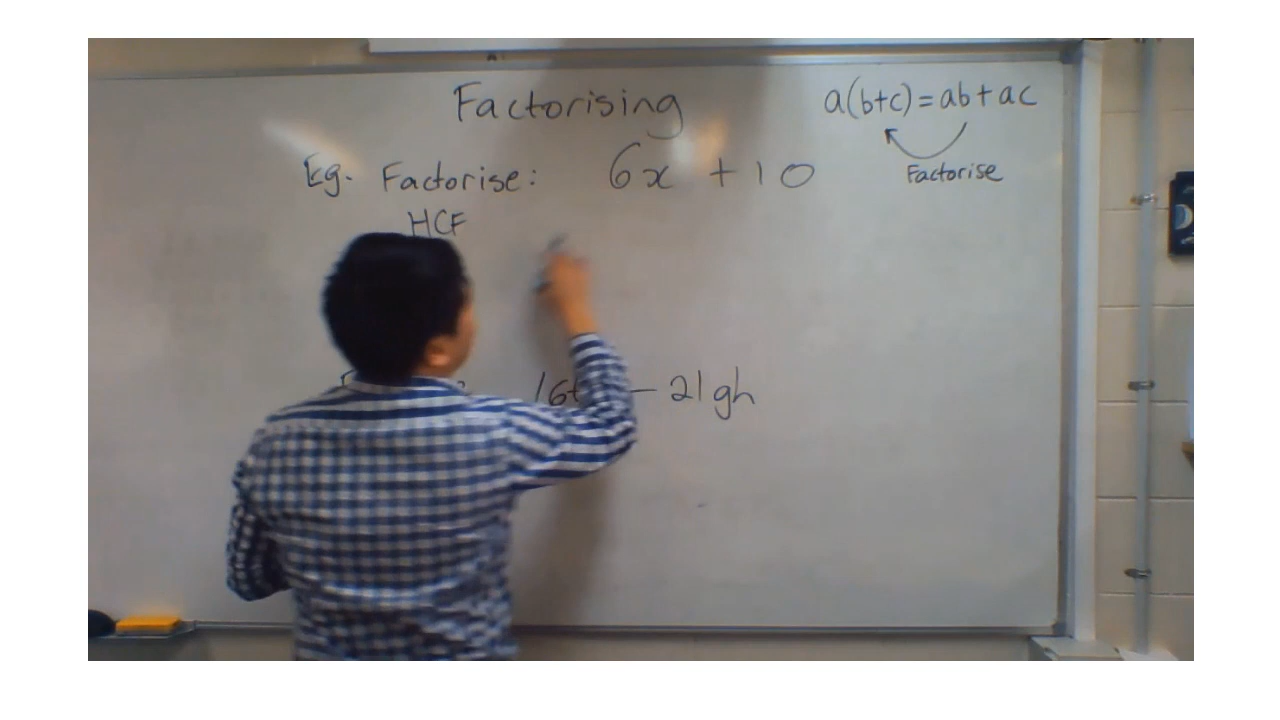 Factorising
a(b+c)=ab+ac
Factorise
Eg. Factorise: 6x + 10
HCF
- 21gh